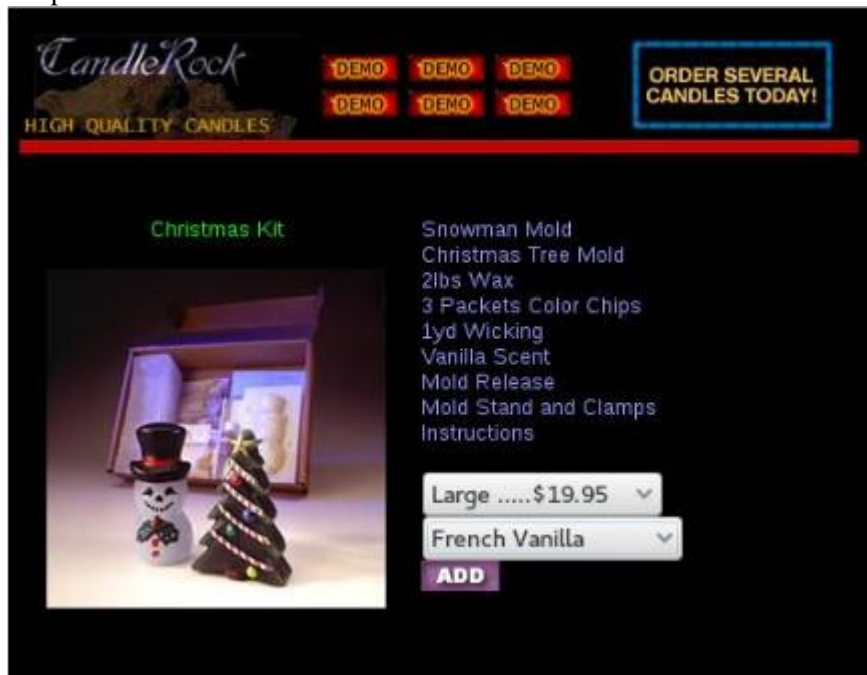 CandleRock
HIGH QUALITY CANDLES
DEMO DEMO DEMO
DEMO DEMO DEMO
ORDER SEVERAL
CANDLES TODAY!
Christmas Kit
Snowman Mold
Christmas Tree Mold
2lbs Wax
3 Packets Color Chips
1yd Wicking
Vanilla Scent
Mold Release
Mold Stand and Clamps
Instructions
Large .....$19.95
French Vanilla
ADD